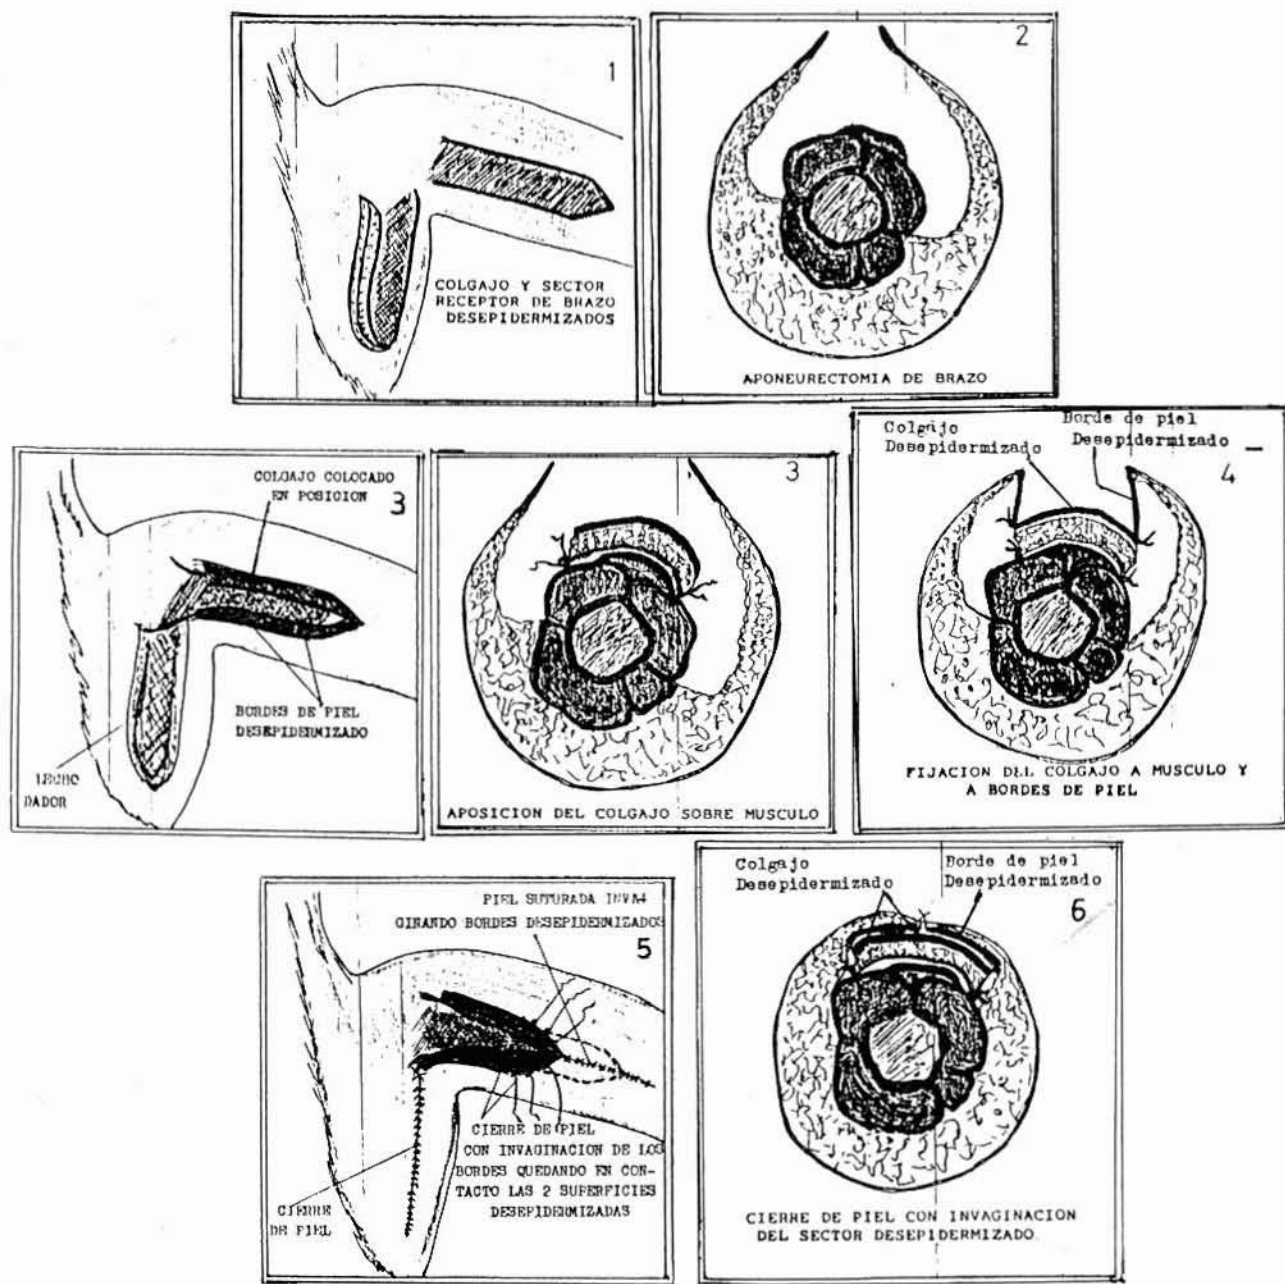 1
COLGAJO Y SECTOR
RECEPTOR DE BRAZO
DESEPIDERMIZADOS
2
APONEURECTOMIA DE BRAZO
COLGAJO COLOCADO
EN POSICION
3
BORDES DE PIEL
DESEPIDERMIZADO
LECHO
DADOR
3
APOSICION DEL COLGAJO SOBRE MUSCULO
Colgajo
Desepidermizado
Borde de piel
Desepidermizado
4
FIJACION DEL COLGAJO A MUSCULO Y
A BORDES DE PIEL
PIEL SUTURADA INVA-
GINANDO BORDES DESEPIDERMIZADOS
5
CIERRE DE PIEL
CON INVAGINACION DE LOS
BORDES QUEDANDO EN CON-
TACTO LAS 2 SUPERFICIES
DESEPIDERMIZADAS
CIERRE
DE PIEL
Colgajo
Desepidermizado
Borde de piel
Desepidermizado
6
CIERRE DE PIEL CON INVAGINACION
DEL SECTOR DESEPIDERMIZADO.